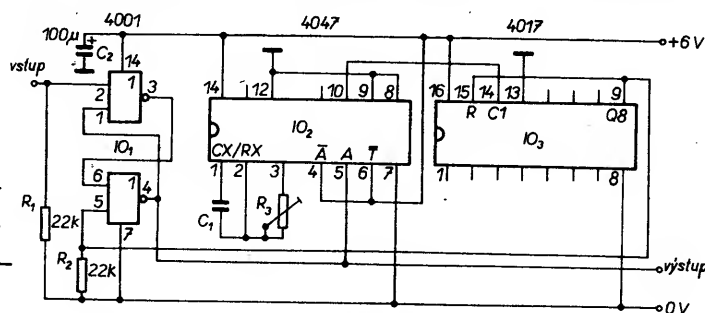 4001 4047 4017
100µ + C2 +6V
vstup
14
1 3
2
1
IO1
6 1 4
5
7
R1 22k
R2 22k
14 12 10 9 8
IO2
CX/RX A̅ A T̅
1 2 3 4 5 6 7
C1
R3
16 15 14 13 9
R C1 Q8
IO3
1 8
výstup
0V